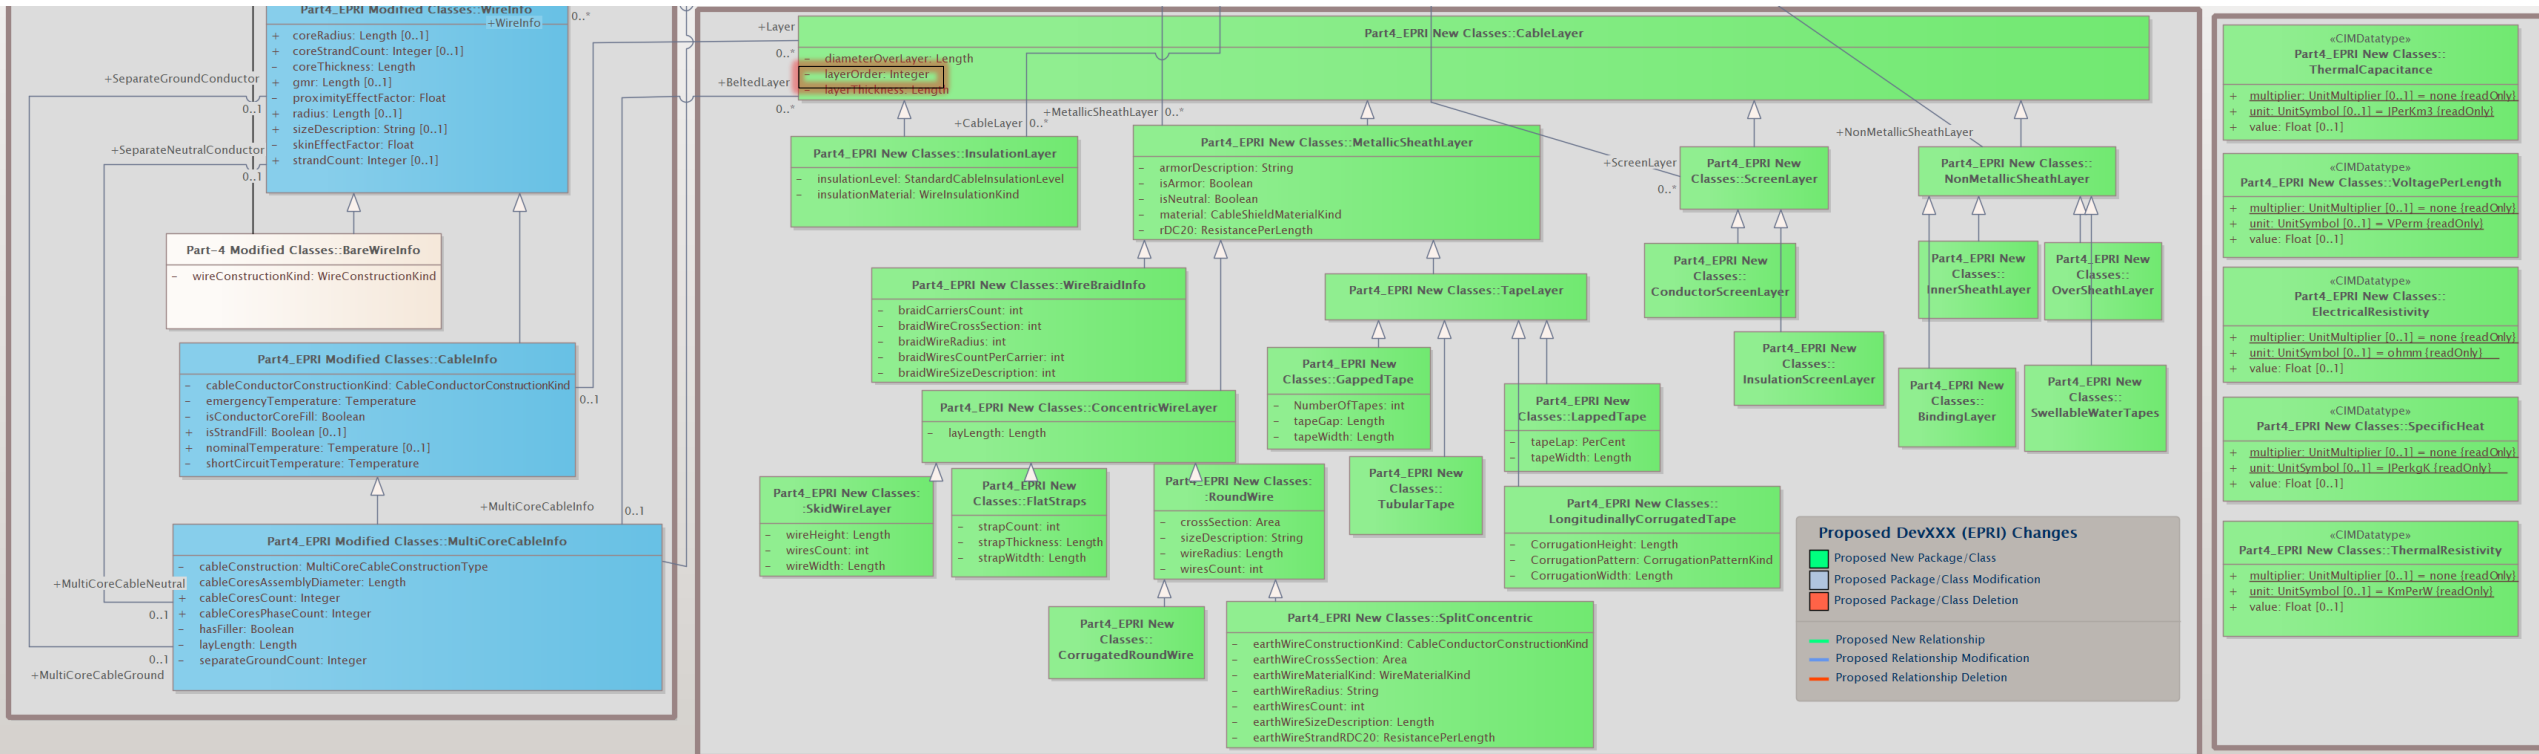 Part4_EPRI Modified Classes::WireInfo
+WireInfo
0..*
+ coreRadius: Length [0..1]
+ coreStrandCount: Integer [0..1]
- coreThickness: Length
+ gmr: Length [0..1]
- proximityEffectFactor: Float
+ radius: Length [0..1]
+ sizeDescription: String [0..1]
- skinEffectFactor: Float
+ strandCount: Integer [0..1]
+SeparateGroundConductor
0..1
+SeparateNeutralConductor
0..1
Part-4 Modified Classes::BareWireInfo
- wireConstructionKind: WireConstructionKind
Part4_EPRI Modified Classes::CableInfo
- cableConductorConstructionKind: CableConductorConstructionKind
- emergencyTemperature: Temperature
- isConductorCoreFill: Boolean
+ isStrandFill: Boolean [0..1]
+ nominalTemperature: Temperature [0..1]
- shortCircuitTemperature: Temperature
0..1
+MultiCoreCableInfo
0..1
Part4_EPRI Modified Classes::MultiCoreCableInfo
- cableConstruction: MultiCoreCableConstructionType
- cableCoresAssemblyDiameter: Length
+ cableCoresCount: Integer
+ cableCoresPhaseCount: Integer
- hasFiller: Boolean
- layLength: Length
- separateGroundCount: Integer
+MultiCoreCableNeutral
0..1
0..1
+MultiCoreCableGround
+Layer
0..*
+BeltedLayer
0..*
Part4_EPRI New Classes::CableLayer
- diameterOverLayer: Length
- layerOrder: Integer
- layerThickness: Length
+CableLayer 0..*
+MetallicSheathLayer 0..*
+ScreenLayer
0..*
+NonMetallicSheathLayer
Part4_EPRI New Classes::InsulationLayer
- insulationLevel: StandardCableInsulationLevel
- insulationMaterial: WireInsulationKind
Part4_EPRI New Classes::MetallicSheathLayer
- armorDescription: String
- isArmor: Boolean
- isNeutral: Boolean
- material: CableShieldMaterialKind
- rDC20: ResistancePerLength
Part4_EPRI New
Classes::ScreenLayer
Part4_EPRI New Classes::
NonMetallicSheathLayer
Part4_EPRI New Classes::WireBraidInfo
- braidCarriersCount: int
- braidWireCrossSection: int
- braidWireRadius: int
- braidWiresCountPerCarrier: int
- braidWireSizeDescription: int
Part4_EPRI New Classes::TapeLayer
Part4_EPRI New
Classes::
ConductorScreenLayer
Part4_EPRI New
Classes::
InsulationScreenLayer
Part4_EPRI New
Classes::
InnerSheathLayer
Part4_EPRI New
Classes::
OverSheathLayer
Part4_EPRI New
Classes::
BindingLayer
Part4_EPRI New
Classes::
SwellableWaterTapes
Part4_EPRI New Classes::ConcentricWireLayer
- layLength: Length
Part4_EPRI New
Classes::GappedTape
- NumberOfTapes: int
- tapeGap: Length
- tapeWidth: Length
Part4_EPRI New
Classes::LappedTape
- tapeLap: PerCent
- tapeWidth: Length
Part4_EPRI New
Classes::
TubularTape
Part4_EPRI New Classes::
LongitudinallyCorrugatedTape
- CorrugationHeight: Length
- CorrugationPattern: CorrugationPatternKind
- CorrugationWidth: Length
Part4_EPRI New Classes:
:SkidWireLayer
- wireHeight: Length
- wiresCount: int
- wireWidth: Length
Part4_EPRI New
Classes::FlatStraps
- strapCount: int
- strapThickness: Length
- strapWitdth: Length
Part4_EPRI New Classes:
:RoundWire
- crossSection: Area
- sizeDescription: String
- wireRadius: Length
- wiresCount: int
Part4_EPRI New
Classes::
CorrugatedRoundWire
Part4_EPRI New Classes::SplitConcentric
- earthWireConstructionKind: CableConductorConstructionKind
- earthWireCrossSection: Area
- earthWireMaterialKind: WireMaterialKind
- earthWireRadius: String
- earthWiresCount: int
- earthWireSizeDescription: Length
- earthWireStrandRDC20: ResistancePerLength
Proposed DevXXX (EPRI) Changes
Proposed New Package/Class
Proposed Package/Class Modification
Proposed Package/Class Deletion
Proposed New Relationship
Proposed Relationship Modification
Proposed Relationship Deletion
«CIMDatatype»
Part4_EPRI New Classes::
ThermalCapacitance
+ multiplier: UnitMultiplier [0..1] = none {readOnly}
+ unit: UnitSymbol [0..1] = JPerKm3 {readOnly}
+ value: Float [0..1]
«CIMDatatype»
Part4_EPRI New Classes::VoltagePerLength
+ multiplier: UnitMultiplier [0..1] = none {readOnly}
+ unit: UnitSymbol [0..1] = VPerm {readOnly}
+ value: Float [0..1]
«CIMDatatype»
Part4_EPRI New Classes::
ElectricalResistivity
+ multiplier: UnitMultiplier [0..1] = none {readOnly}
+ unit: UnitSymbol [0..1] = ohmm {readOnly}
+ value: Float [0..1]
«CIMDatatype»
Part4_EPRI New Classes::SpecificHeat
+ multiplier: UnitMultiplier [0..1] = none {readOnly}
+ unit: UnitSymbol [0..1] = JPerkgK {readOnly}
+ value: Float [0..1]
«CIMDatatype»
Part4_EPRI New Classes::ThermalResistivity
+ multiplier: UnitMultiplier [0..1] = none {readOnly}
+ unit: UnitSymbol [0..1] = KmPerW {readOnly}
+ value: Float [0..1]